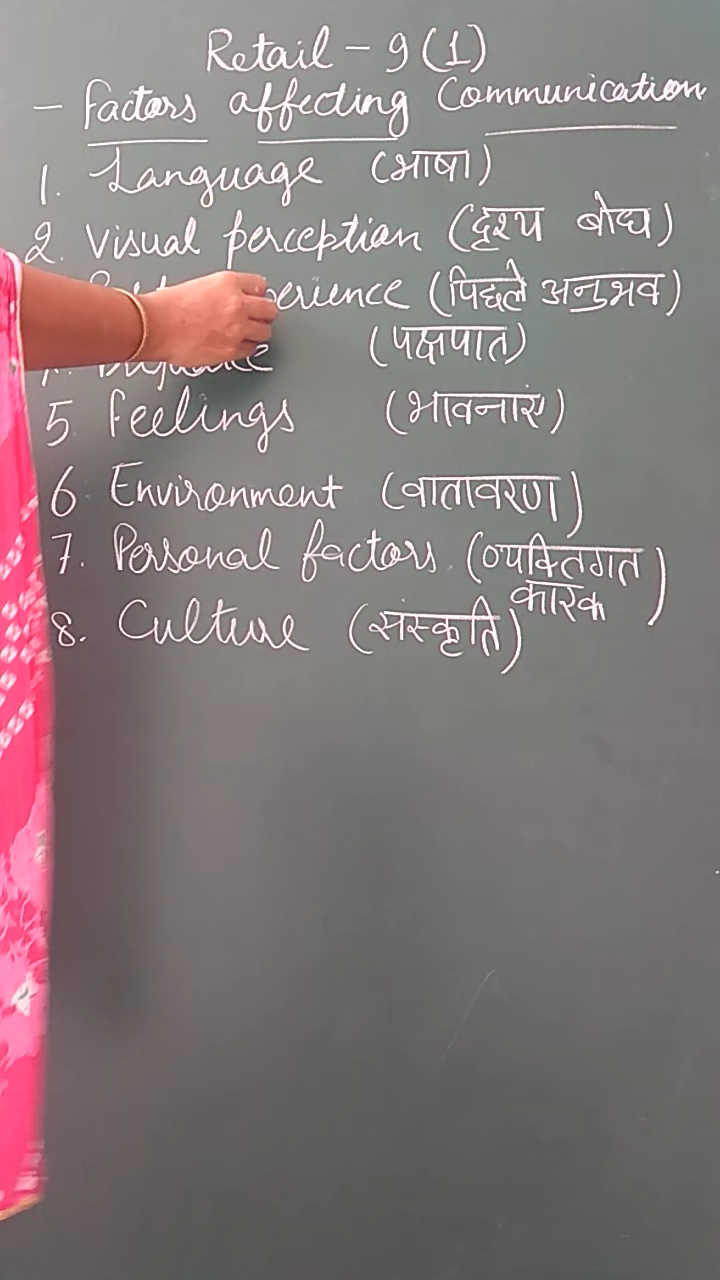 Retail - 9 (1)
- Factors affecting Communication
1. Language (भाषा)
2. Visual perception (दृश्य बोध)
(पिछले अनुभव)
(पक्षपात)
5. Feelings (भावनाएं)
6. Environment (वातावरण)
7. Personal factors. (व्यक्तिगत
कारक)
8. Culture (संस्कृति)